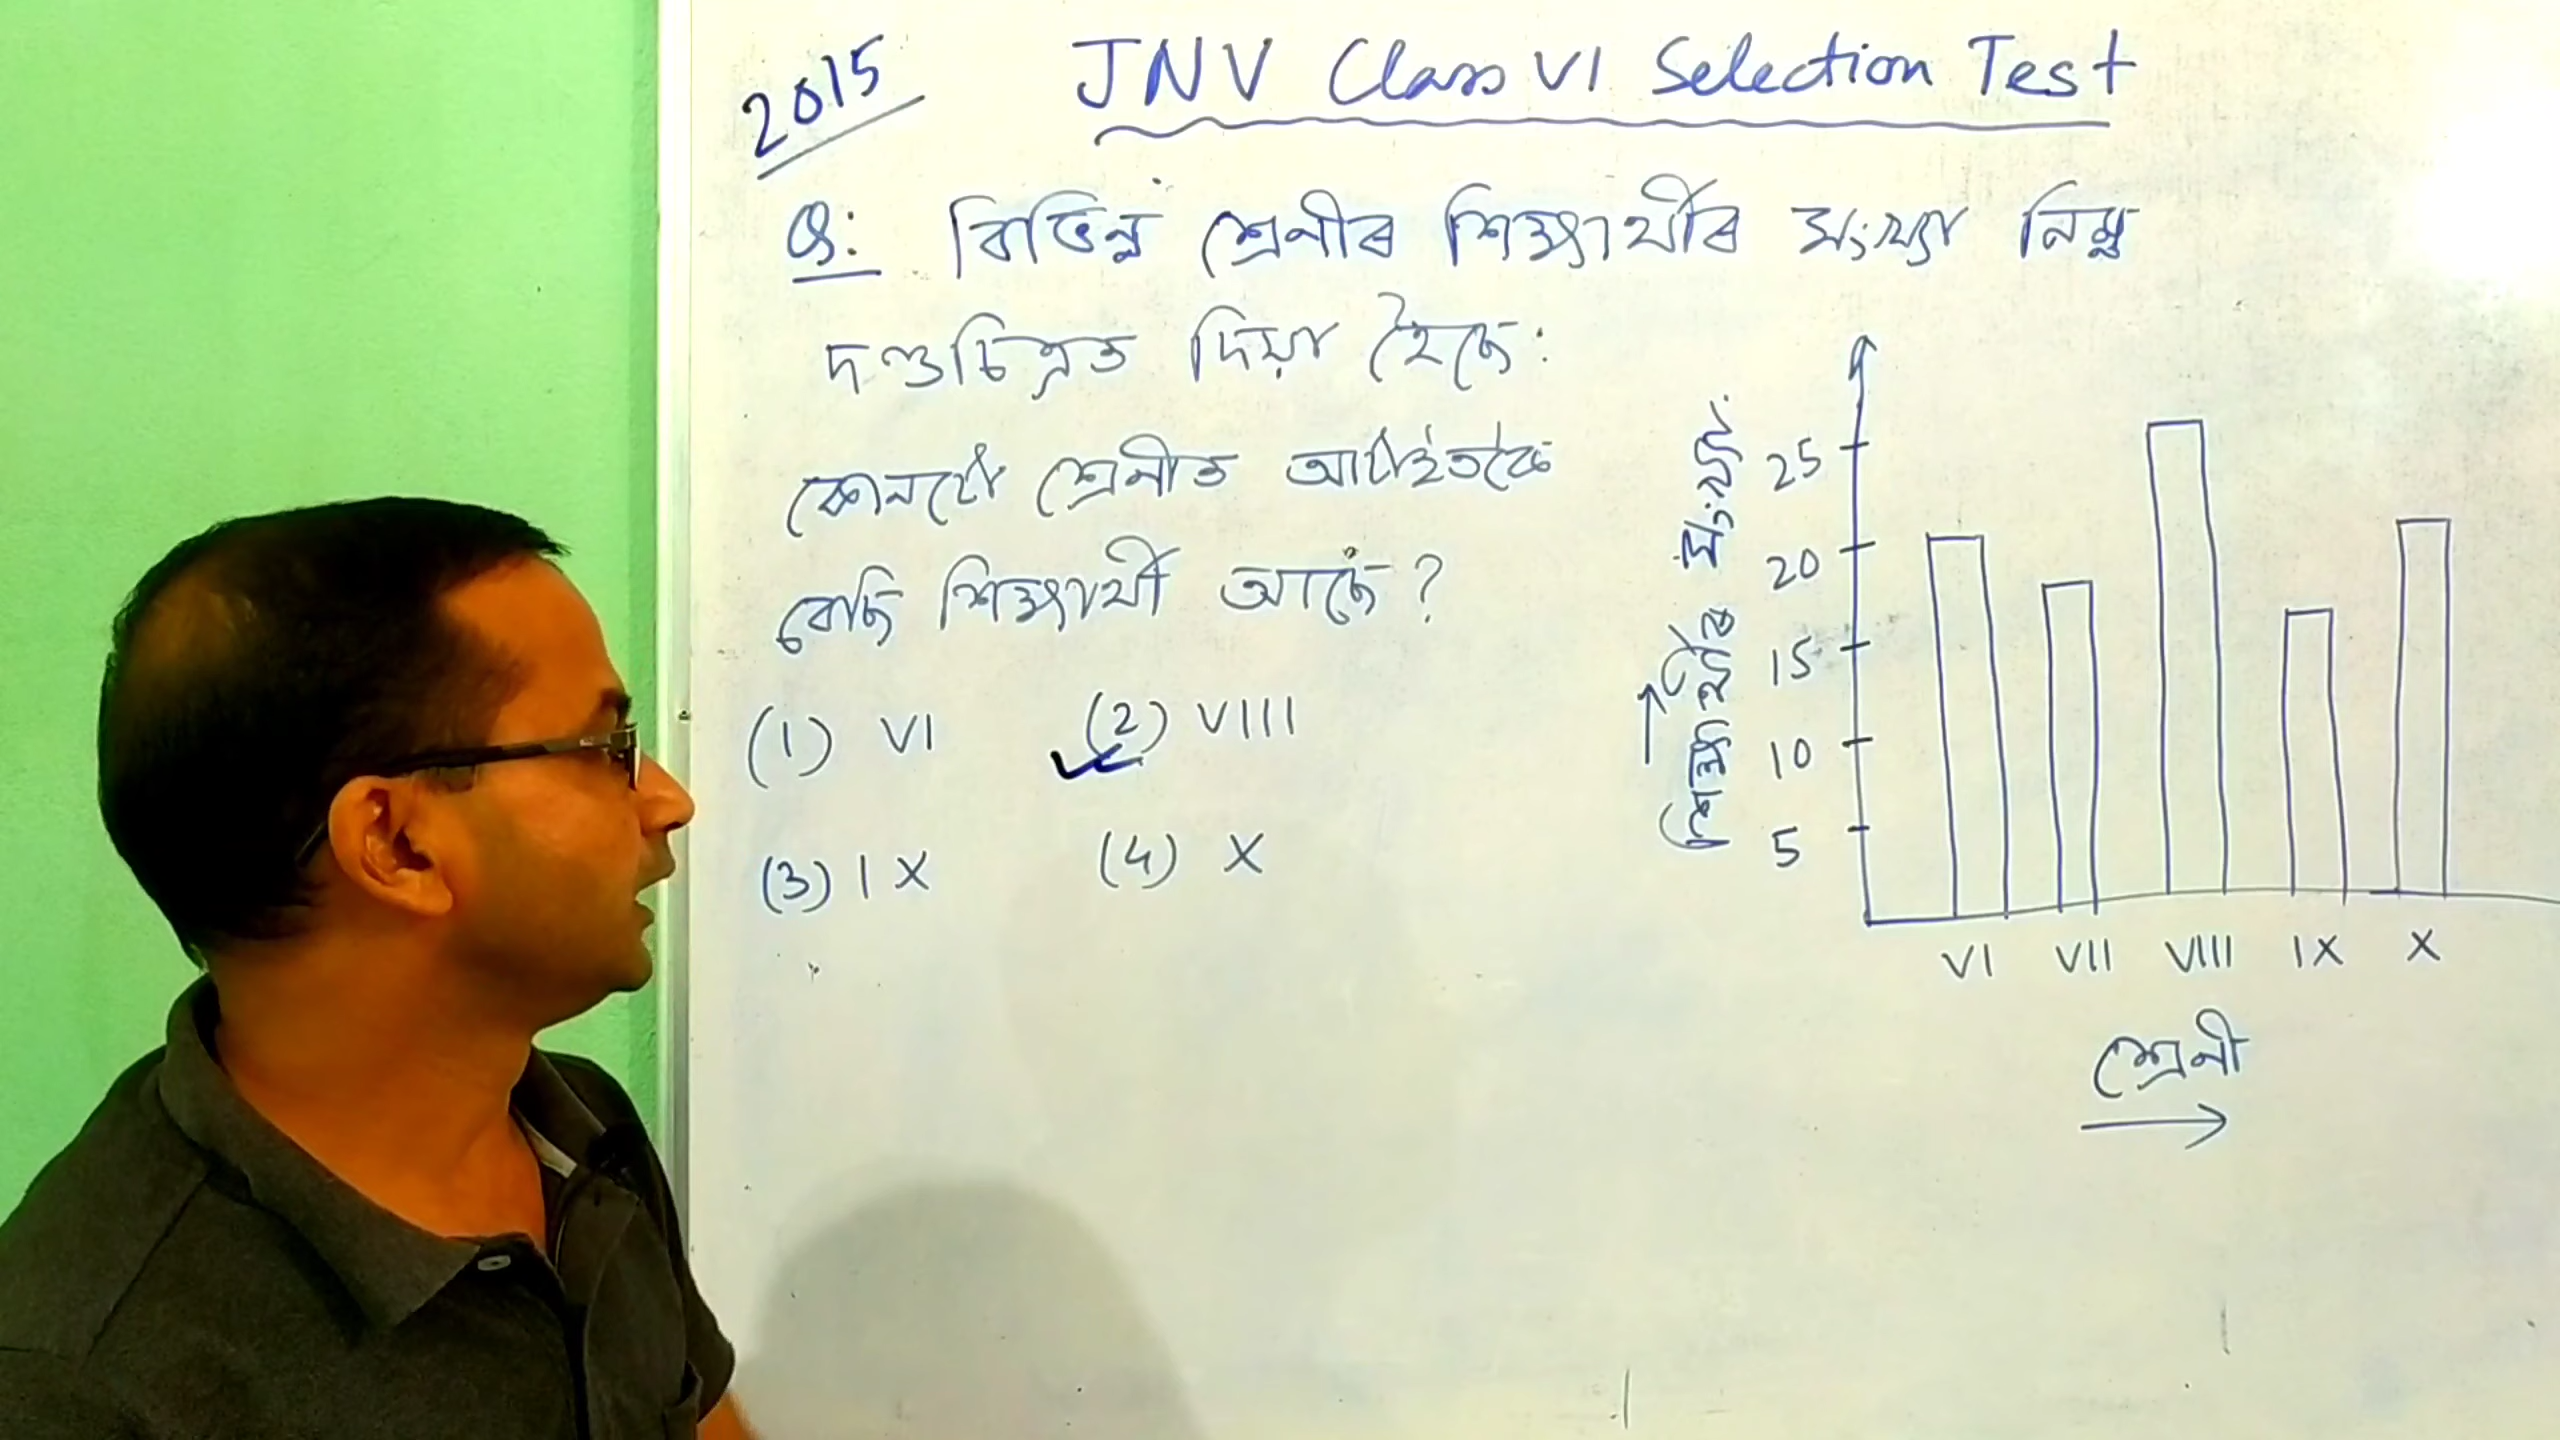 2015
JNV Class VI Selection Test
Q: বিভিন্ন শ্ৰেনীৰ শিক্ষাৰ্থীৰ সংখ্যা নিম্ন
দণ্ডচিত্ৰত দিয়া হৈছে:
কোনটো শ্ৰেনীত আটাইতকৈ
বেছি শিক্ষাৰ্থী আছে?
(1) VI (2) VIII
(3) IX (4) X
সংখ্যা
25
20
15
10
5
VI VII VIII IX X
শ্ৰেনী